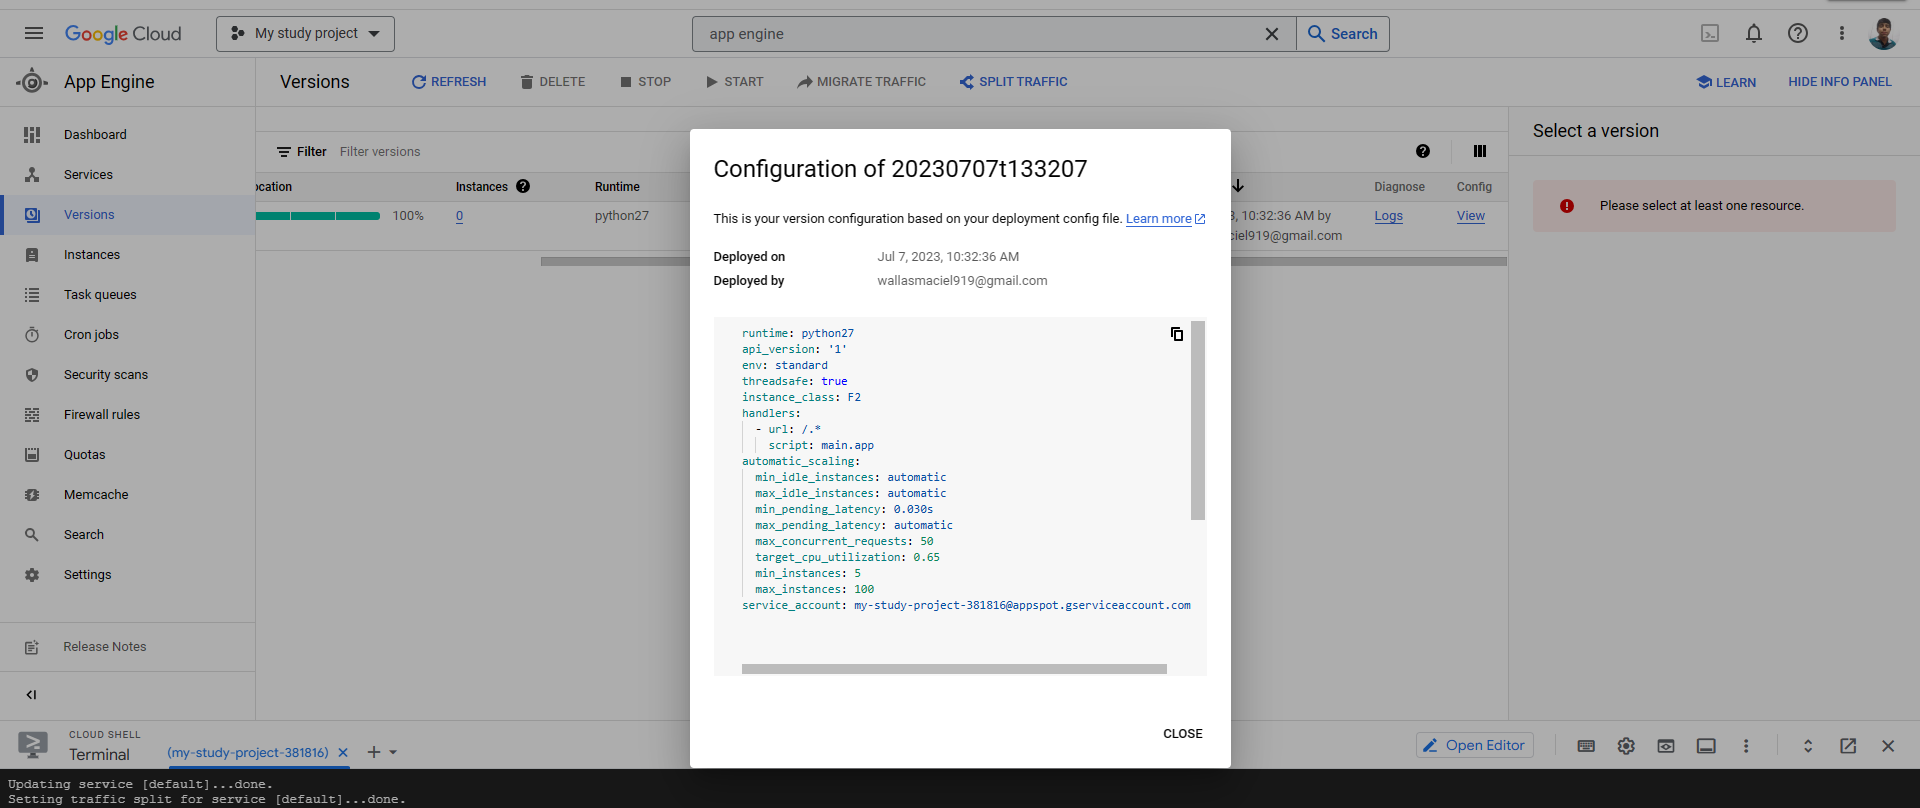 Google Cloud
My study project
app engine
Search
App Engine
Versions
REFRESH
DELETE
STOP
START
MIGRATE TRAFFIC
SPLIT TRAFFIC
LEARN
HIDE INFO PANEL
Dashboard
Services
Versions
Instances
Task queues
Cron jobs
Security scans
Firewall rules
Quotas
Memcache
Search
Settings
Release Notes
Filter
Filter versions
ocation
Instances
Runtime
Diagnose
Config
100%
0
python27
3, 10:32:36 AM by
ciel919@gmail.com
Logs
View
Select a version
Please select at least one resource.
Configuration of 20230707t133207
This is your version configuration based on your deployment config file. Learn more
Deployed on
Jul 7, 2023, 10:32:36 AM
Deployed by
wallasmaciel919@gmail.com
runtime: python27
api_version: '1'
env: standard
threadsafe: true
instance_class: F2
handlers:
- url: /.*
script: main.app
automatic_scaling:
min_idle_instances: automatic
max_idle_instances: automatic
min_pending_latency: 0.030s
max_pending_latency: automatic
max_concurrent_requests: 50
target_cpu_utilization: 0.65
min_instances: 5
max_instances: 100
service_account: my-study-project-381816@appspot.gserviceaccount.com
CLOSE
CLOUD SHELL
Terminal
(my-study-project-381816)
Open Editor
Updating service [default]...done.
Setting traffic split for service [default]...done.